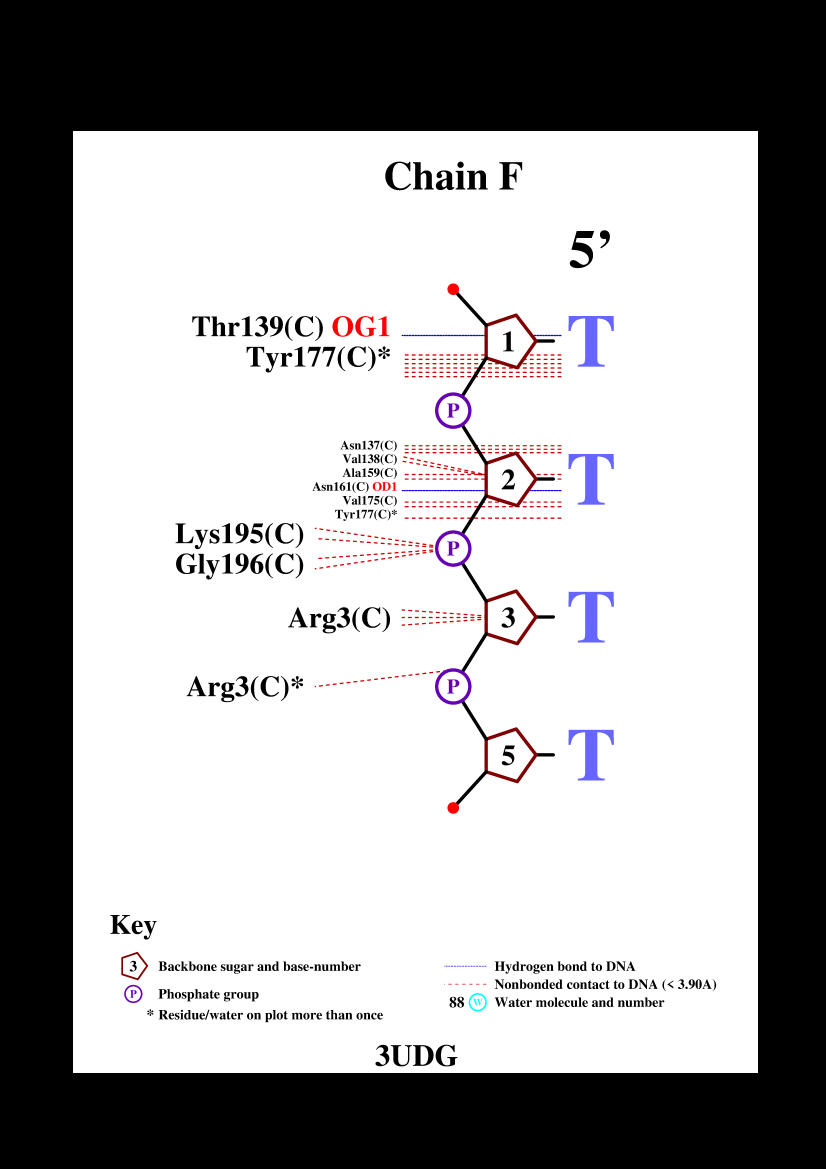 Chain F
5’
Thr139(C) OG1
Tyr177(C)*
1
T
P
Asn137(C)
Val138(C)
Ala159(C)
Asn161(C) OD1
Val175(C)
Tyr177(C)*
2
T
Lys195(C)
Gly196(C)
P
Arg3(C)
3
T
Arg3(C)*
P
5
T
Key
3 Backbone sugar and base-number
P Phosphate group
* Residue/water on plot more than once
Hydrogen bond to DNA
Nonbonded contact to DNA (< 3.90A)
88 W Water molecule and number
3UDG